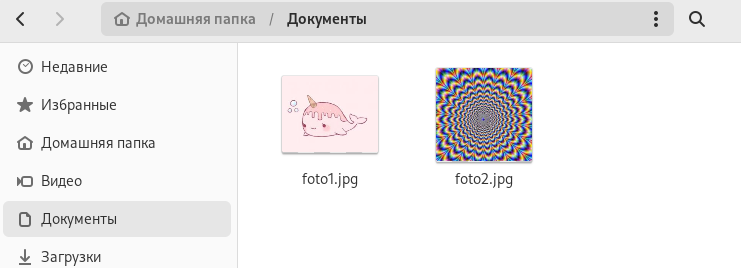 Домашняя папка / Документы
Недавние
Избранные
Домашняя папка
Видео
Документы
Загрузки
foto1.jpg
foto2.jpg